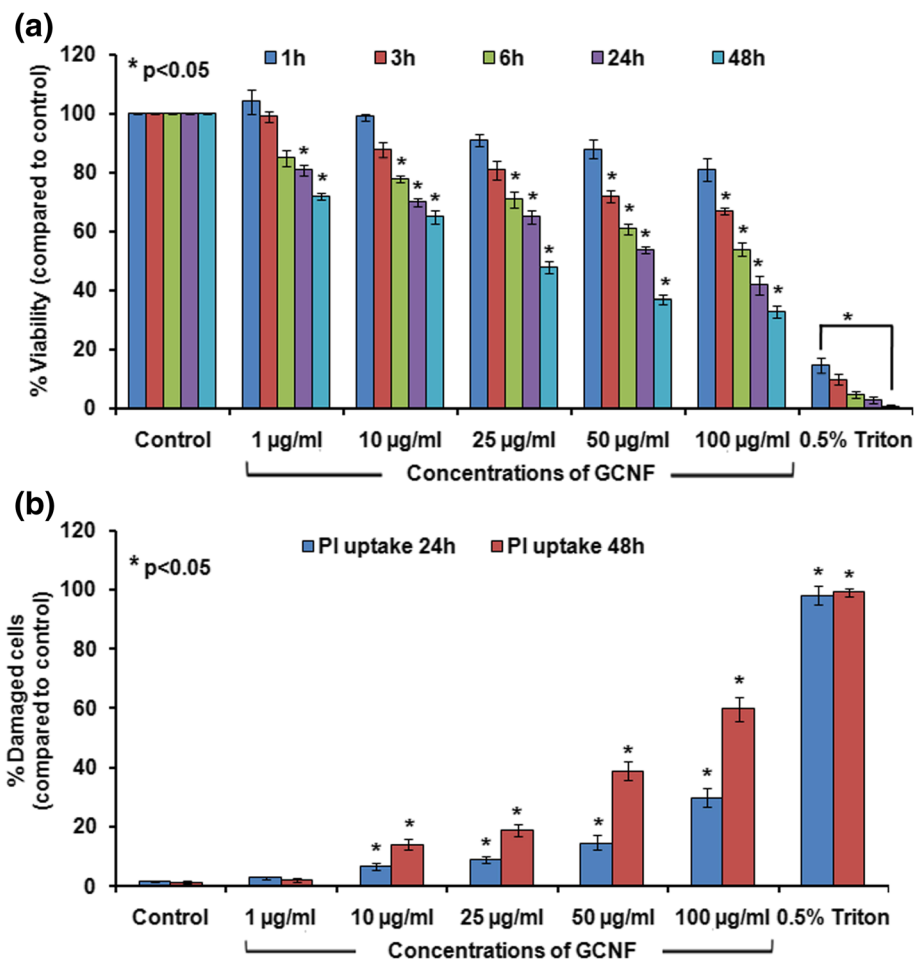 (a)
120
100
80
60
40
20
0
% Viability (compared to control)
* p<0.05
1h 3h 6h 24h 48h
* * * * * * * * * * * * * * * * *
Control 1 µg/ml 10 µg/ml 25 µg/ml 50 µg/ml 100 µg/ml 0.5% Triton
Concentrations of GCNF
(b)
120
100
80
60
40
20
0
% Damaged cells
(compared to control)
* p<0.05
PI uptake 24h PI uptake 48h
* * * * * * * * * *
Control 1 µg/ml 10 µg/ml 25 µg/ml 50 µg/ml 100 µg/ml 0.5% Triton
Concentrations of GCNF